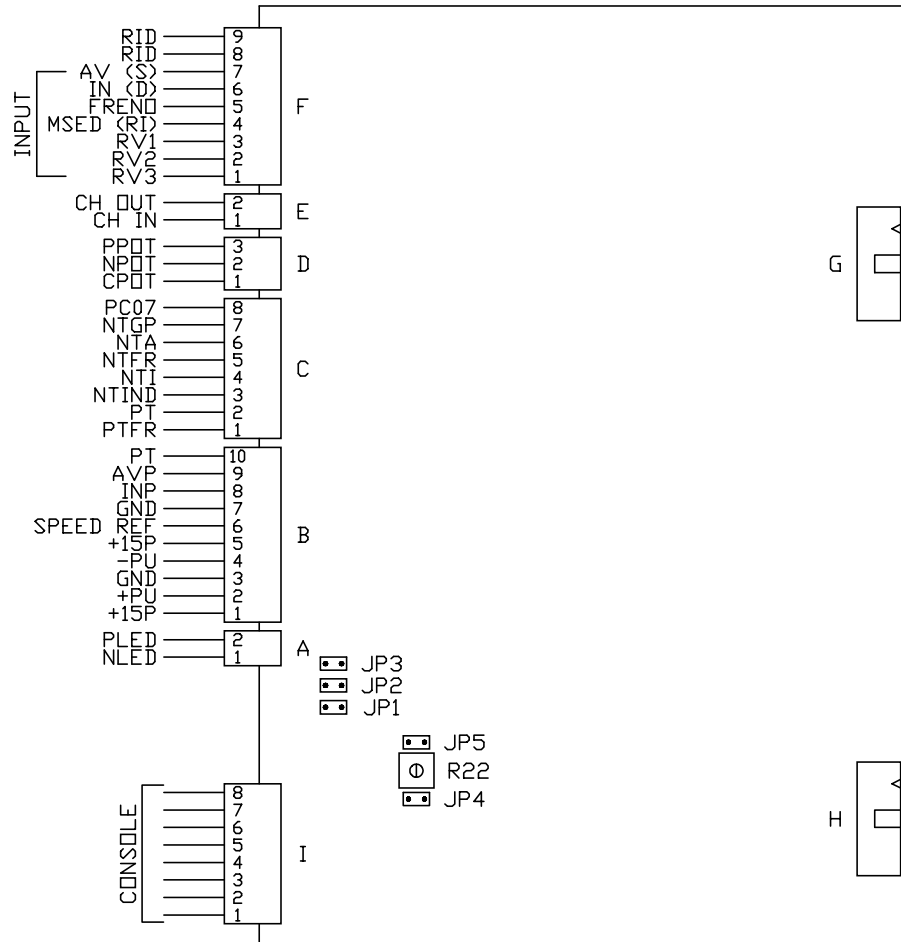 RID 9
RID 8
AV (S) 7
IN (D) 6
FRENO 5
MSED (RI) 4
RV1 3
RV2 2
RV3 1
INPUT
F
CH OUT 2
CH IN 1
E
PPOT 3
NPOT 2
CPOT 1
D
G
PC07 8
NTGP 7
NTA 6
NTFR 5
NTI 4
NTIND 3
PT 2
PTFR 1
C
PT 10
AVP 9
INP 8
GND 7
SPEED REF 6
+15P 5
-PU 4
GND 3
+PU 2
+15P 1
B
PLED 2
NLED 1
A
JP3
JP2
JP1
JP5
R22
JP4
H
CONSOLE
8
7
6
5
4
3
2
1
I